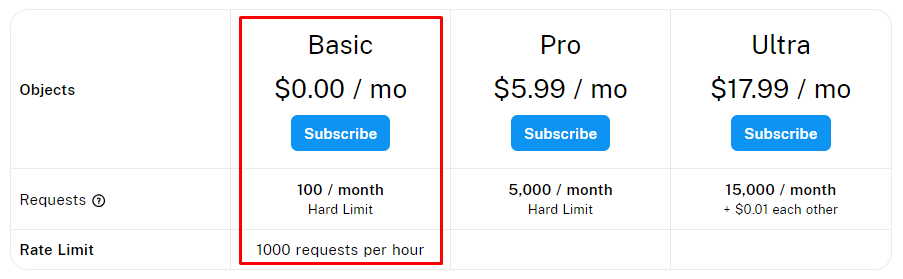 Basic
Pro
Ultra
Objects
$0.00 / mo
$5.99 / mo
$17.99 / mo
Subscribe
Subscribe
Subscribe
Requests
100 / month
5,000 / month
15,000 / month
Hard Limit
Hard Limit
+ $0.01 each other
Rate Limit
1000 requests per hour